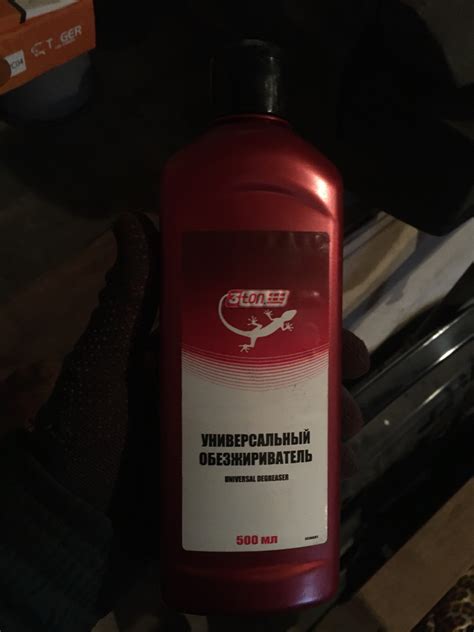 3ton
УНИВЕРСАЛЬНЫЙ
ОБЕЗЖИРИВАТЕЛЬ
UNIVERSAL DEGREASER
500 мл